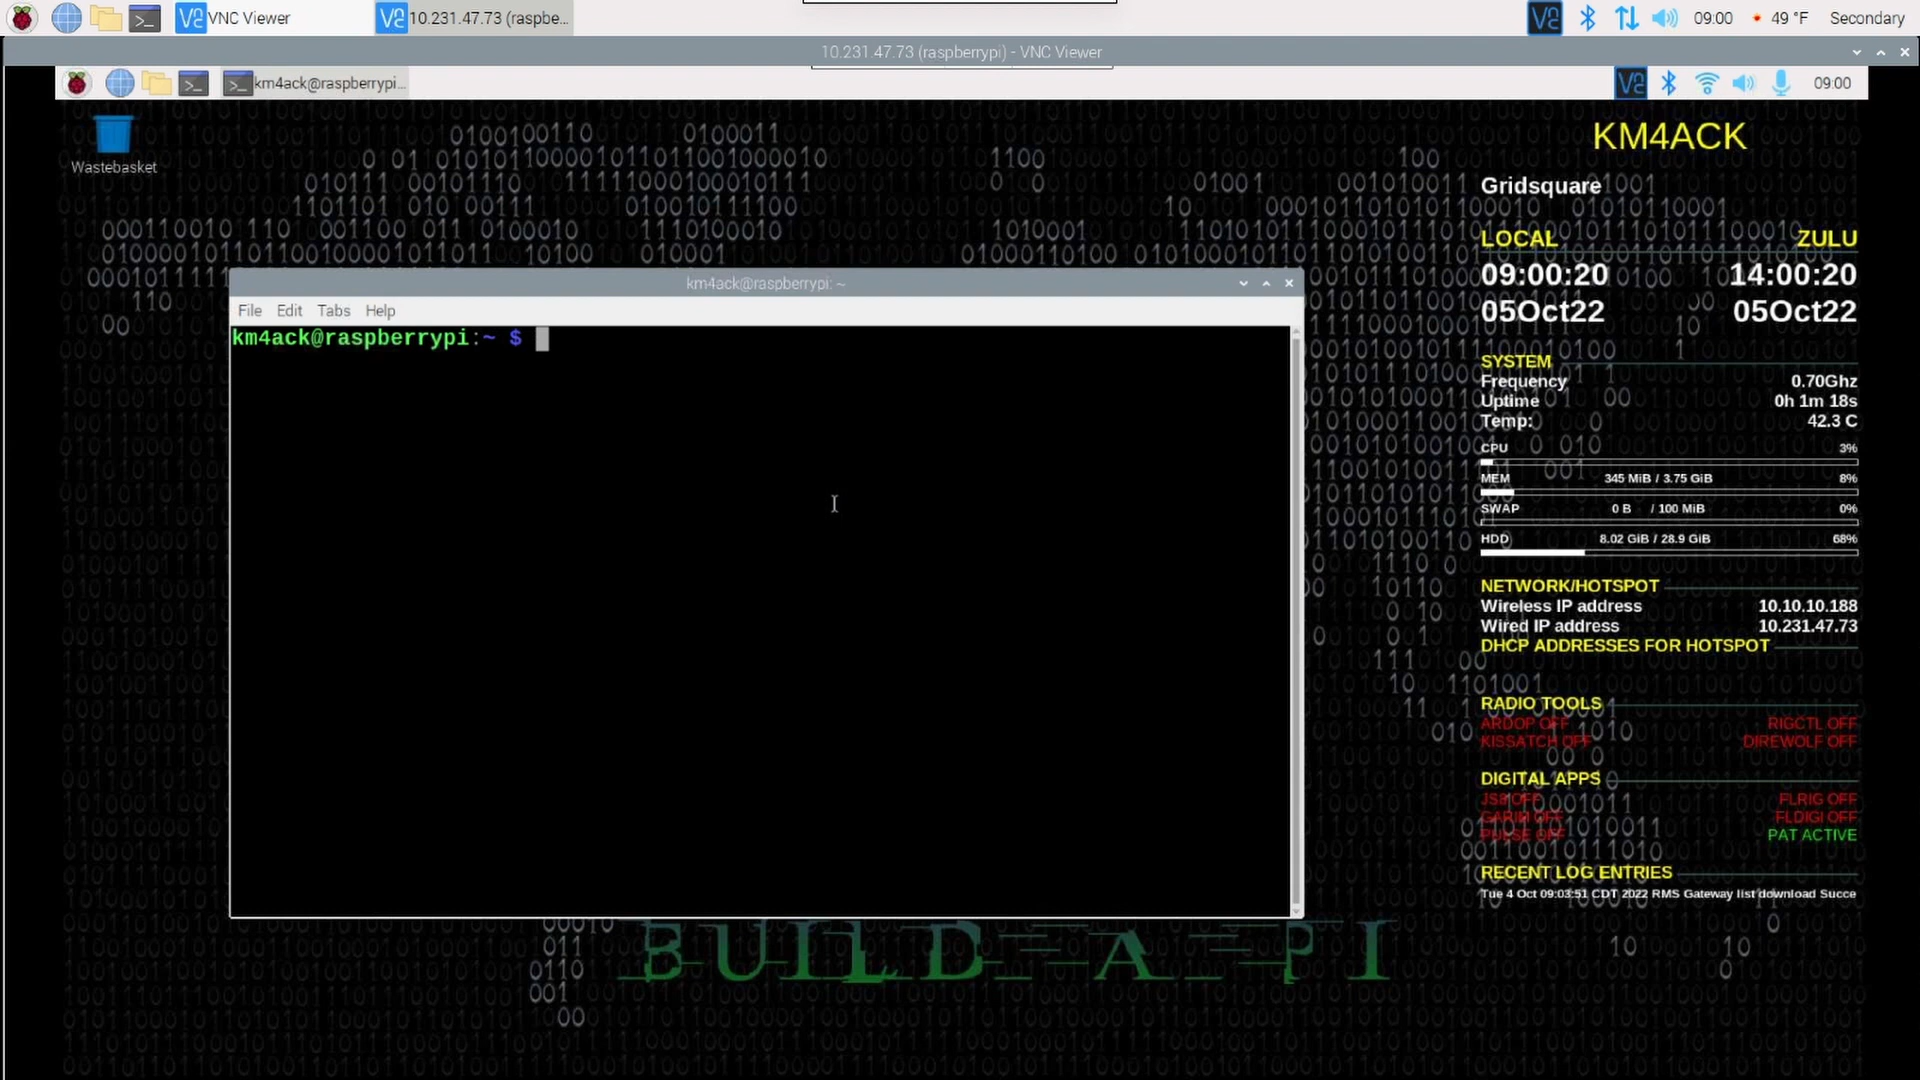 VNC Viewer
10.231.47.73 (raspbe...
09:00
49 °F
Secondary
10.231.47.73 (raspberrypi) - VNC Viewer
km4ack@raspberrypi...
09:00
Wastebasket
km4ack@raspberrypi: ~
File Edit Tabs Help
km4ack@raspberrypi:~ $
BUILD-A-PI
KM4ACK
Gridsquare
LOCAL ZULU
09:00:20 14:00:20
05Oct22 05Oct22
SYSTEM
Frequency 0.70Ghz
Uptime 0h 1m 18s
Temp: 42.3 C
CPU 3%
MEM 345 MiB / 3.75 GiB 8%
SWAP 0 B / 100 MiB 0%
HDD 8.02 GiB / 28.9 GiB 68%
NETWORK/HOTSPOT
Wireless IP address 10.10.10.188
Wired IP address 10.231.47.73
DHCP ADDRESSES FOR HOTSPOT
RADIO TOOLS
ARDOP OFF RIGCTL OFF
KISSATCH OFF DIREWOLF OFF
DIGITAL APPS
JS8 OFF FLRIG OFF
GARIM OFF FLDIGI OFF
PULSE OFF PAT ACTIVE
RECENT LOG ENTRIES
Tue 4 Oct 09:03:51 CDT 2022 RMS Gateway list download Succe